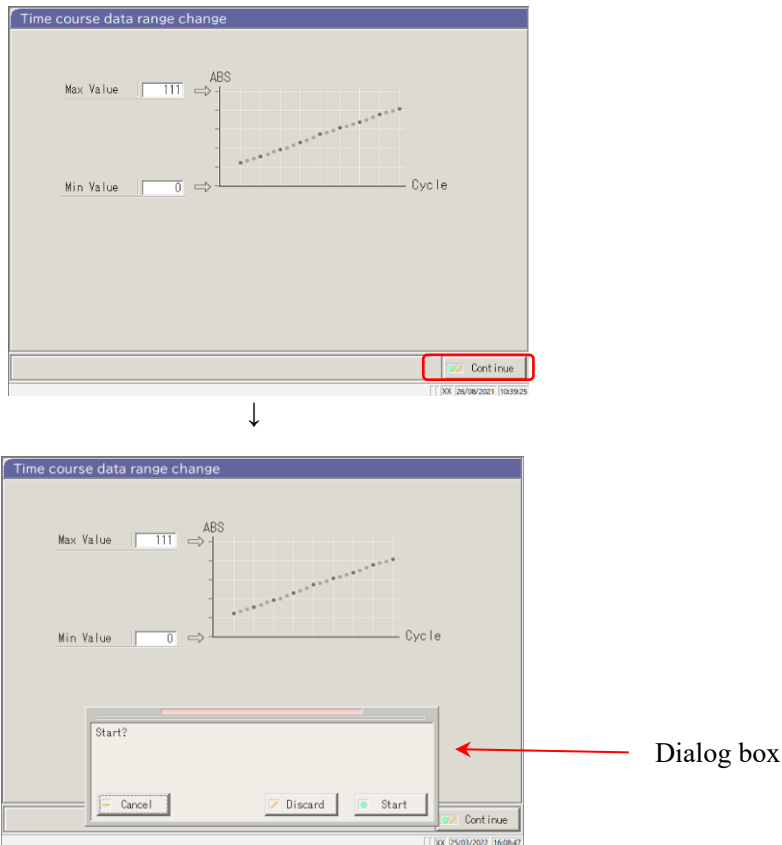 Time course data range change
ABS
Max Value 111
Min Value 0
Cycle
Continue
XX 26/08/2021 10:39:25
↓
Time course data range change
ABS
Max Value 111
Min Value 0
Cycle
Start?
Dialog box
Cancel Discard Start
Continue
XX 25/03/2022 16:08:47